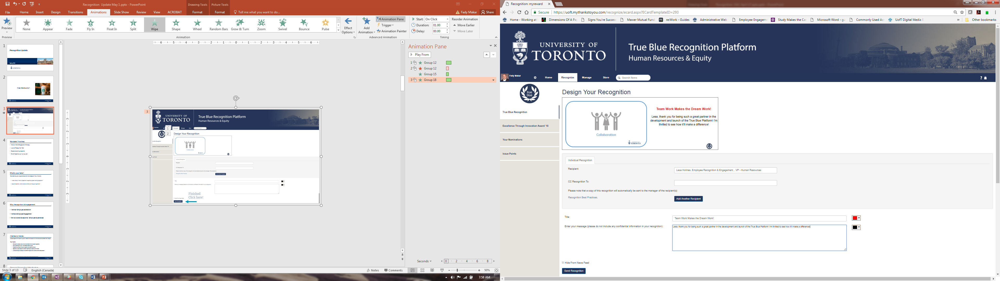 Recognition Update May 1.pptx - PowerPoint
Drawing Tools
Picture Tools
File
Home
Insert
Design
Transitions
Animations
Slide Show
Review
View
ACROBAT
Format
Format
Tell me what you want to do...
Fady Makar
Share
Preview
None
Appear
Fade
Fly In
Float In
Split
Wipe
Shape
Wheel
Random Bars
Grow & Turn
Zoom
Swivel
Bounce
Pulse
Effect
Options
Add
Animation
Animation Pane
Trigger
Animation Painter
Start: On Click
Duration: 01.00
Delay: 00.00
Reorder Animation
Move Earlier
Move Later
Preview
Animation
Advanced Animation
Timing
1
Recognition Update
2
Free Starbucks?
3
4
Mandate/ Priorities
5
What's your take?
6
Why Recognition & Engagement
Maintain Employee satisfaction
Achieve Employee Engagement
Strive towards Exceptional Employee Experiences
7
Themes & Trends
8
3
UNIVERSITY OF
TORONTO
True Blue Recognition Platform
Human Resources & Equity
1
2
Design Your Recognition
Collaboration
Finished
Click here!
Animation Pane
Play From
1 Group 12
2 Group 12
Group 15
3 Group 18
Seconds
0 2 4 6 8
Slide 3 of 13
English (Canada)
Notes
Comments
50%
7:58 AM
Recognition: myreward
Mr
Secure
https://uoft.mythankstoyou.com/recognize/ecard.aspx?ECardTemplateID=293
Home - Working at
Dimensions Of A Pa
Signs You're Succes
Mawer Mutual Fund
re:Work - Guides
Administrative Web
Employee Engagem
Study Makes the Ca
Microsoft Word - gu
Commonly Used Ac
UofT Digital Media
Other bookmarks
UNIVERSITY OF
TORONTO
True Blue Recognition Platform
Human Resources & Equity
Fady Makar
Home
Recognize
Manage
Store
Search Items
true
blue
True Blue Recognition
Excellence Through Innovation Award '18
Your Nominations
Issue Points
Design Your Recognition
Collaboration
TORONTO
Team Work Makes the Dream Work!
Lesa, thank you for being such a great partner in the
development and launch of the True Blue Platform! I'm
thrilled to see how it'll make a difference!
Individual Recognition
Recipient:
Lesa Holmes, Employee Recognition & Engagement, , VP - Human Resources
CC Recognition To:
Please note that a copy of this recognition will automatically be sent to the manager of the recipient(s)
Recognition Best Practices.
Add Another Recipient
Title:
Team Work Makes the Dream Work!
Enter your message (please do not include any confidential information in your recognition):
Lesa, thank you for being such a great partner in the development and launch of the True Blue Platform! I'm thrilled to see how it'll make a difference!
Hide From News Feed
Send Recognition